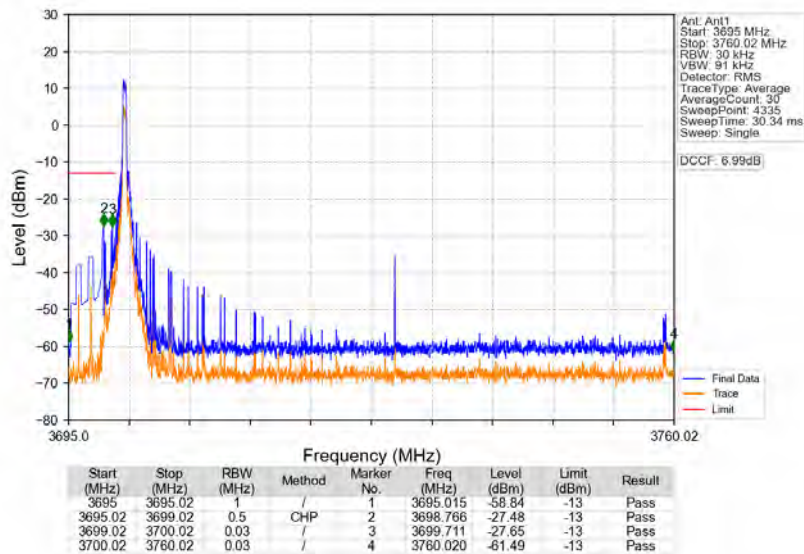 30
20
10
0
−10
−20
−30
−40
−50
−60
−70
−80
Level (dBm)
23
4
3695.0
3760.02
Frequency (MHz)
Ant: Ant1
Start: 3695 MHz
Stop: 3760.02 MHz
RBW: 30 kHz
VBW: 91 kHz
Detector: RMS
TraceType: Average
AverageCount: 30
SweepPoint: 4335
SweepTime: 30.34 ms
Sweep: Single
DCCF: 6.99dB
Final Data
Trace
Limit
Start (MHz) Stop (MHz) RBW (MHz) Method Marker No. Freq (MHz) Level (dBm) Limit (dBm) Result
3695 3695.02 1 / 1 3695.015 -58.84 -13 Pass
3695.02 3699.02 0.5 CHP 2 3698.766 -27.48 -13 Pass
3699.02 3700.02 0.03 / 3 3699.711 -27.65 -13 Pass
3700.02 3760.02 0.03 / 4 3760.020 -61.49 -13 Pass